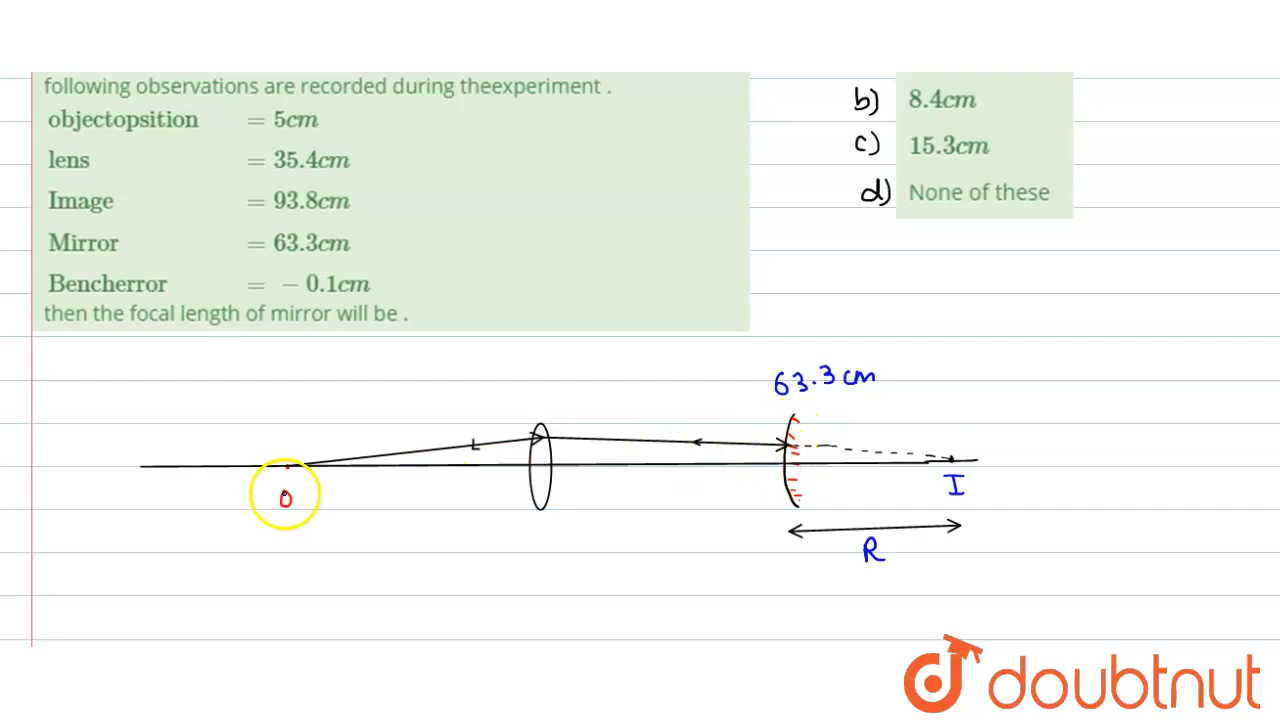 following observations are recorded during theexperiment .
objectopsition = 5cm
lens = 35.4cm
Image = 93.8cm
Mirror = 63.3cm
Bencherror = −0.1cm
then the focal length of mirror will be .
b) 8.4cm
c) 15.3cm
d) None of these
63.3 cm
O
I
R
doubtnut